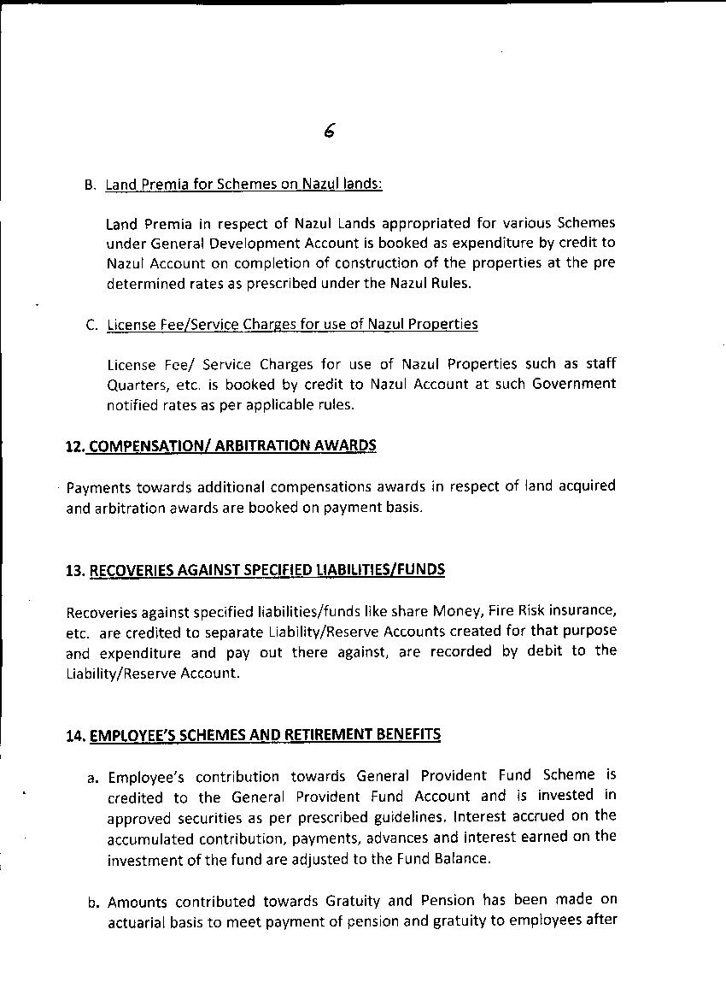 6
B. Land Premia for Schemes on Nazul lands:
Land Premia in respect of Nazul Lands appropriated for various Schemes
under General Development Account is booked as expenditure by credit to
Nazul Account on completion of construction of the properties at the pre
determined rates as prescribed under the Nazul Rules.
C. License Fee/Service Charges for use of Nazul Properties
License Fee/ Service Charges for use of Nazul Properties such as staff
Quarters, etc. is booked by credit to Nazul Account at such Government
notified rates as per applicable rules.
12. COMPENSATION/ ARBITRATION AWARDS
Payments towards additional compensations awards in respect of land acquired
and arbitration awards are booked on payment basis.
13. RECOVERIES AGAINST SPECIFIED LIABILITIES/FUNDS
Recoveries against specified liabilities/funds like share Money, Fire Risk insurance,
etc. are credited to separate Liability/Reserve Accounts created for that purpose
and expenditure and pay out there against, are recorded by debit to the
Liability/Reserve Account.
14. EMPLOYEE'S SCHEMES AND RETIREMENT BENEFITS
a. Employee's contribution towards General Provident Fund Scheme is
credited to the General Provident Fund Account and is invested in
approved securities as per prescribed guidelines. Interest accrued on the
accumulated contribution, payments, advances and interest earned on the
investment of the fund are adjusted to the Fund Balance.
b. Amounts contributed towards Gratuity and Pension has been made on
actuarial basis to meet payment of pension and gratuity to employees after